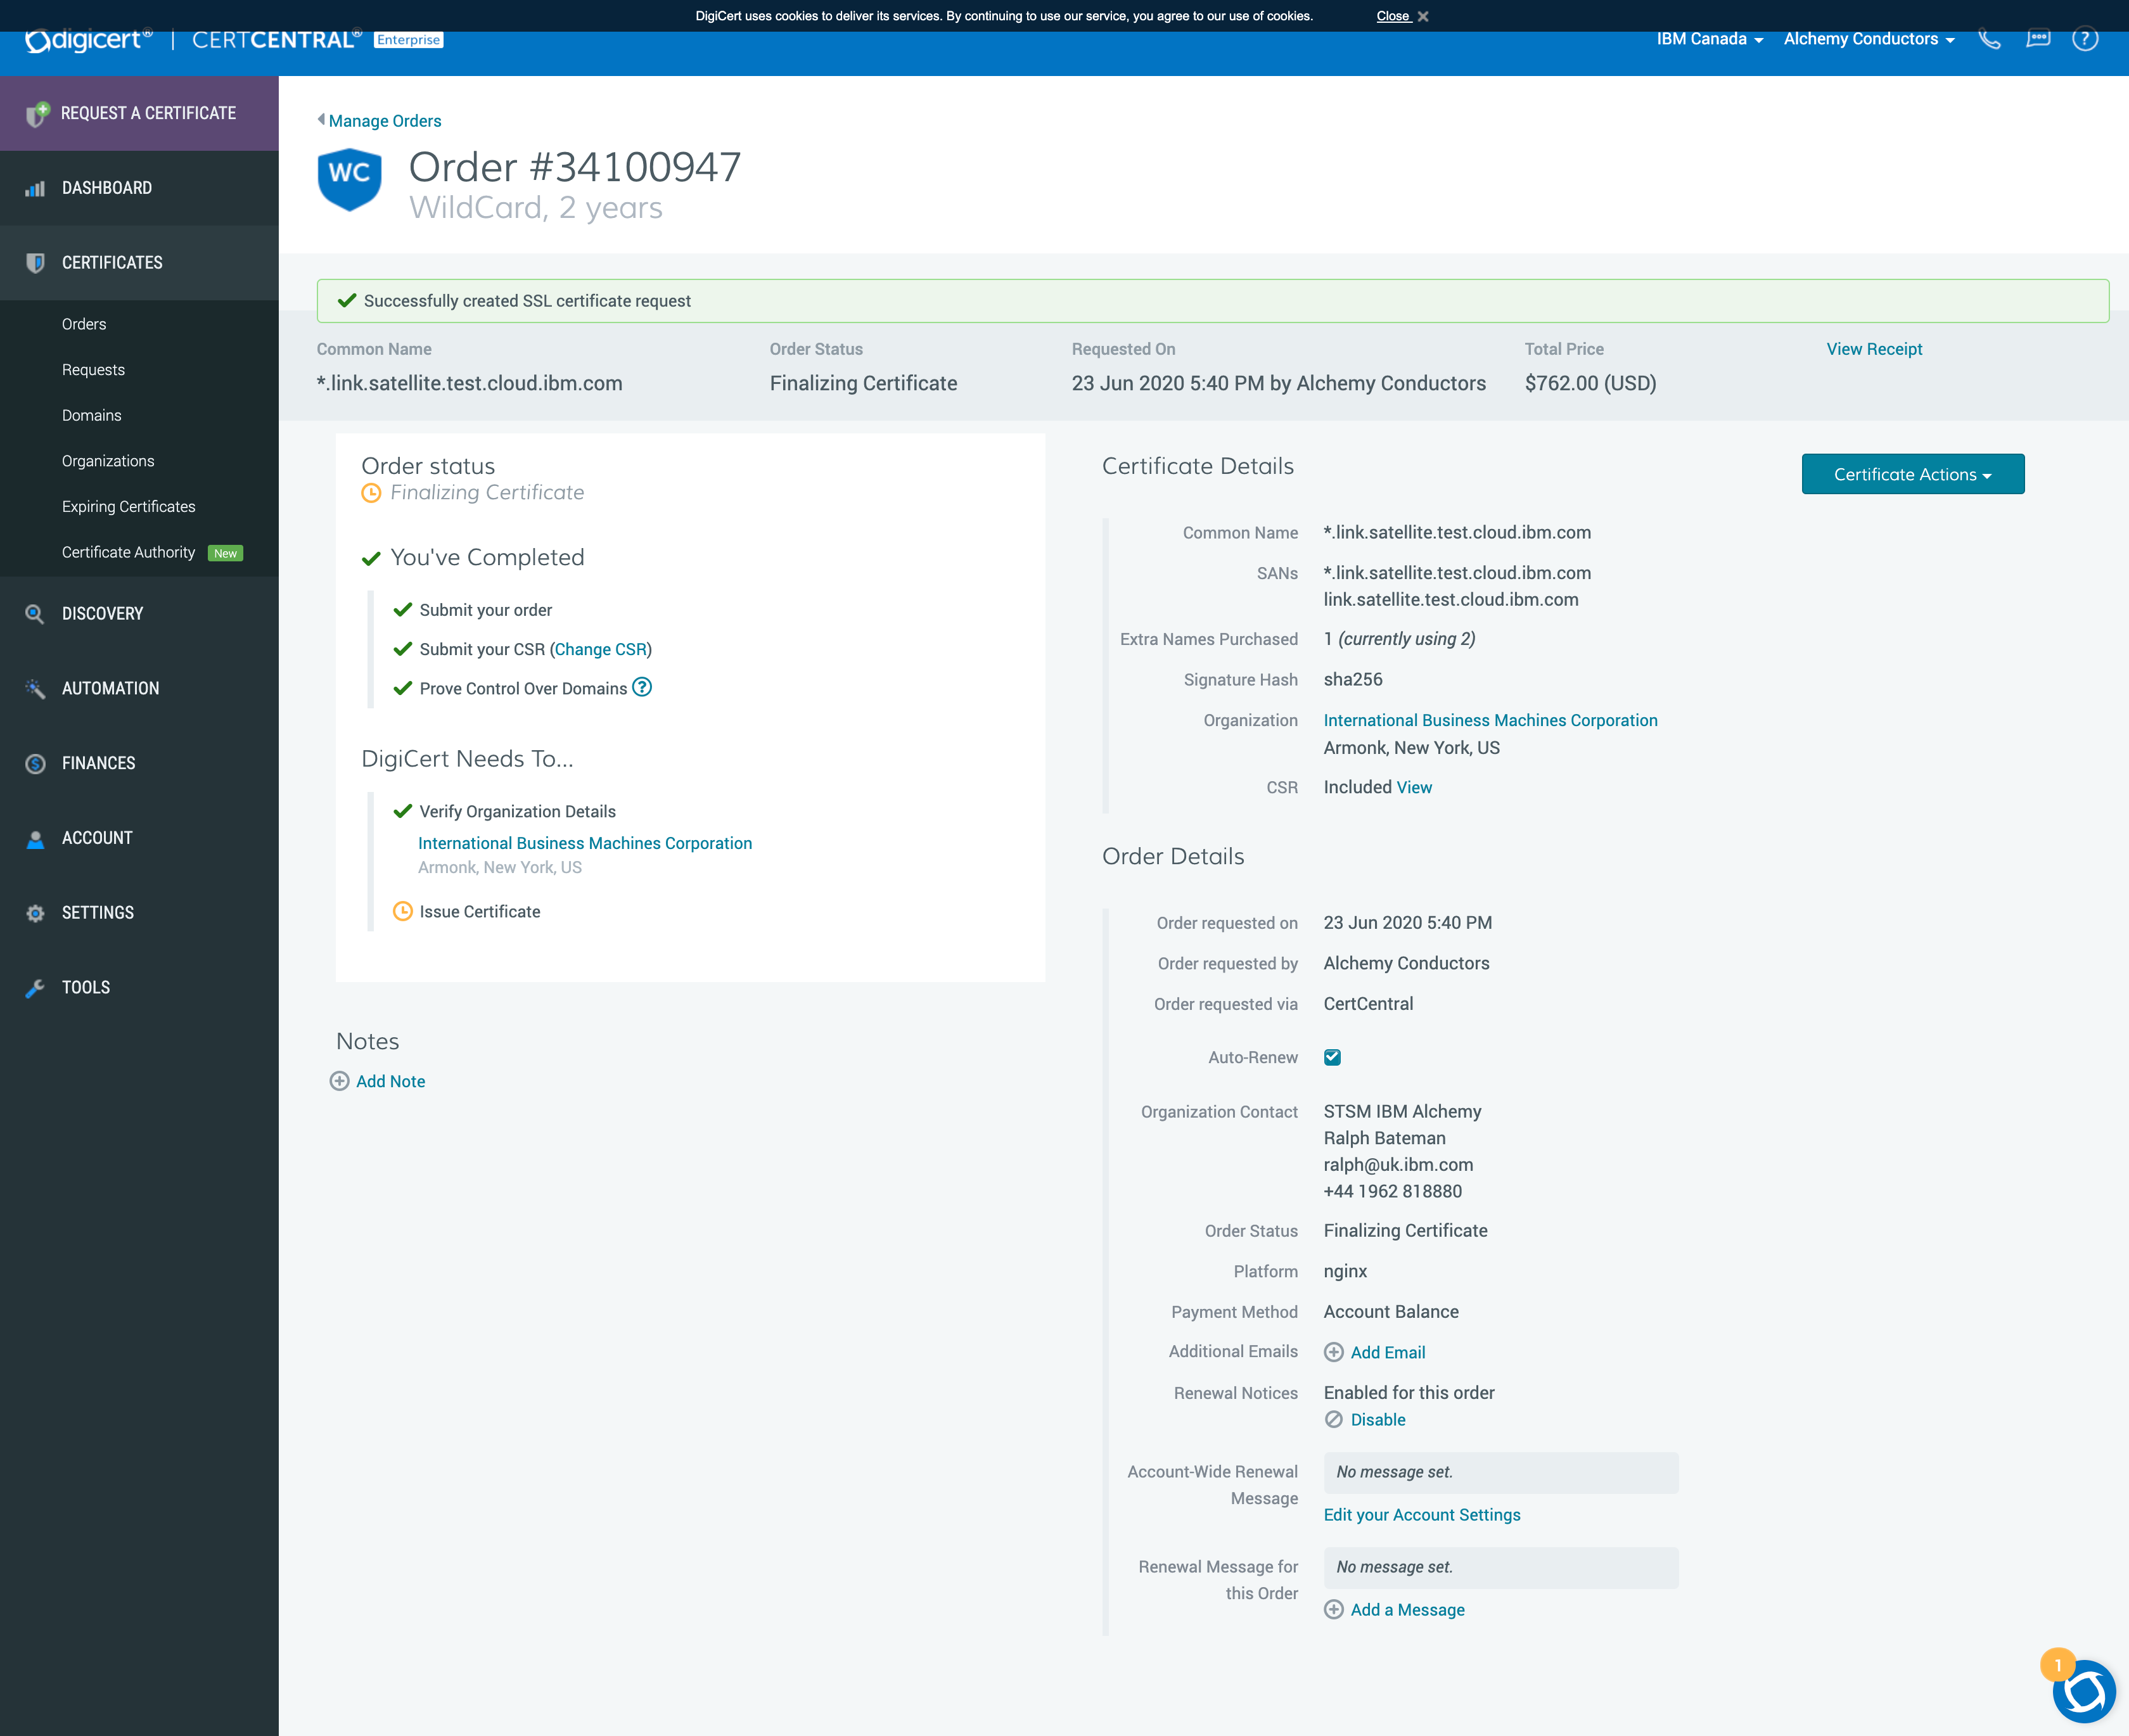 DigiCert uses cookies to deliver its services. By continuing to use our service, you agree to our use of cookies. Close
digicert® | CERTCENTRAL® Enterprise
IBM Canada Alchemy Conductors ?
REQUEST A CERTIFICATE
DASHBOARD
CERTIFICATES
Orders
Requests
Domains
Organizations
Expiring Certificates
Certificate Authority New
DISCOVERY
AUTOMATION
FINANCES
ACCOUNT
SETTINGS
TOOLS
Manage Orders
WC
Order #34100947
WildCard, 2 years
Successfully created SSL certificate request
Common Name
*.link.satellite.test.cloud.ibm.com
Order Status
Finalizing Certificate
Requested On
23 Jun 2020 5:40 PM by Alchemy Conductors
Total Price
$762.00 (USD)
View Receipt
Order status
Finalizing Certificate
You've Completed
Submit your order
Submit your CSR (Change CSR)
Prove Control Over Domains ?
DigiCert Needs To...
Verify Organization Details
International Business Machines Corporation
Armonk, New York, US
Issue Certificate
Notes
Add Note
Certificate Details
Certificate Actions
Common Name *.link.satellite.test.cloud.ibm.com
SANs *.link.satellite.test.cloud.ibm.com
link.satellite.test.cloud.ibm.com
Extra Names Purchased 1 (currently using 2)
Signature Hash sha256
Organization International Business Machines Corporation
Armonk, New York, US
CSR Included View
Order Details
Order requested on 23 Jun 2020 5:40 PM
Order requested by Alchemy Conductors
Order requested via CertCentral
Auto-Renew
Organization Contact STSM IBM Alchemy
Ralph Bateman
ralph@uk.ibm.com
+44 1962 818880
Order Status Finalizing Certificate
Platform nginx
Payment Method Account Balance
Additional Emails Add Email
Renewal Notices Enabled for this order
Disable
Account-Wide Renewal Message
No message set.
Edit your Account Settings
Renewal Message for this Order
No message set.
Add a Message
1